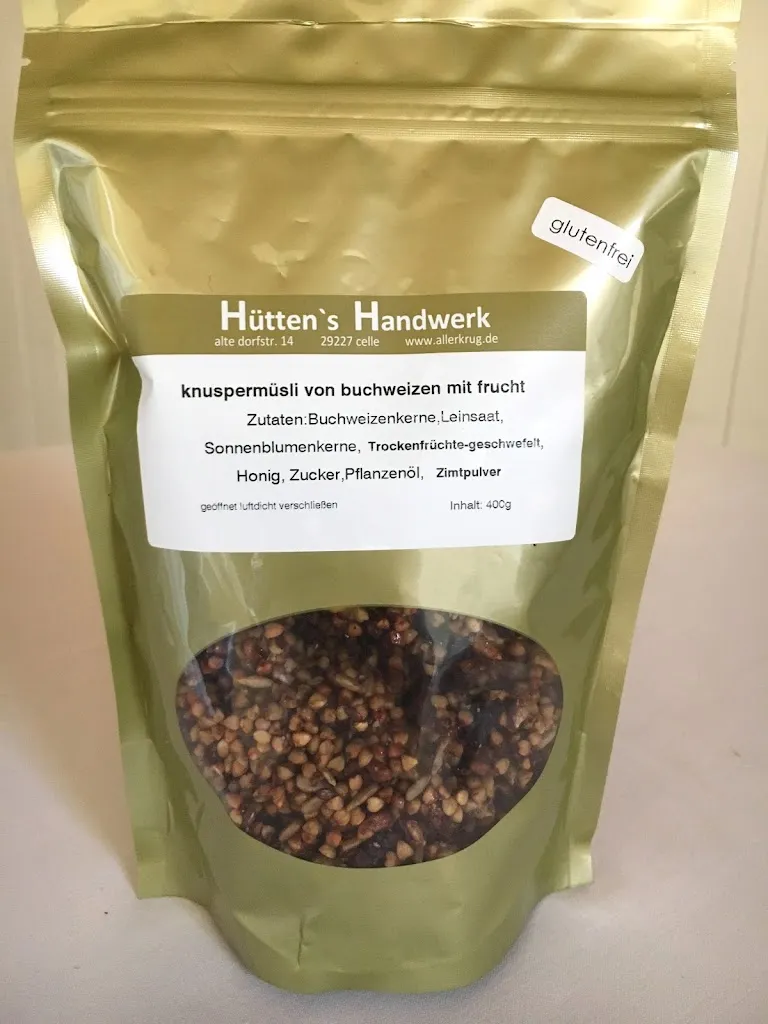 glutenfrei
Hütten`s Handwerk
alte dorfstr. 14 29227 celle www.allerkrug.de
knuspermüsli von buchweizen mit frucht
Zutaten:Buchweizenkerne,Leinsaat,
Sonnenblumenkerne, Trockenfrüchte-geschwefelt,
Honig, Zucker,Pflanzenöl, Zimtpulver
geöffnet luftdicht verschließen Inhalt: 400g